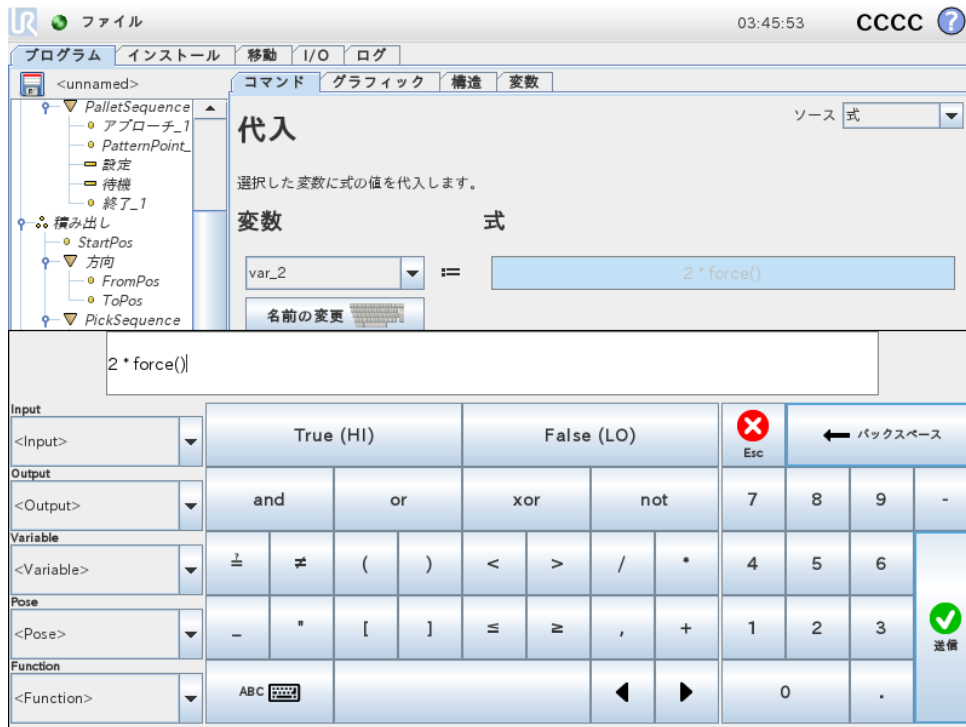 UR ファイル 03:45:53 CCCC ?
プログラム インストール 移動 I/O ログ
<unnamed>
コマンド グラフィック 構造 変数
PalletSequence
アプローチ_1
PatternPoint_
設定
待機
終了_1
積み出し
StartPos
方向
FromPos
ToPos
PickSequence
代入
ソース 式
選択した変数に式の値を代入します。
変数 式
var_2 := 2 * force()
名前の変更
2 * force()
Input
<Input>
Output
<Output>
Variable
<Variable>
Pose
<Pose>
Function
<Function>
True (HI) False (LO) Esc バックスペース
and or xor not 7 8 9 -
≟ ≠ ( ) < > / * 4 5 6
_ " [ ] ≤ ≥ , + 1 2 3 送信
ABC 0 .